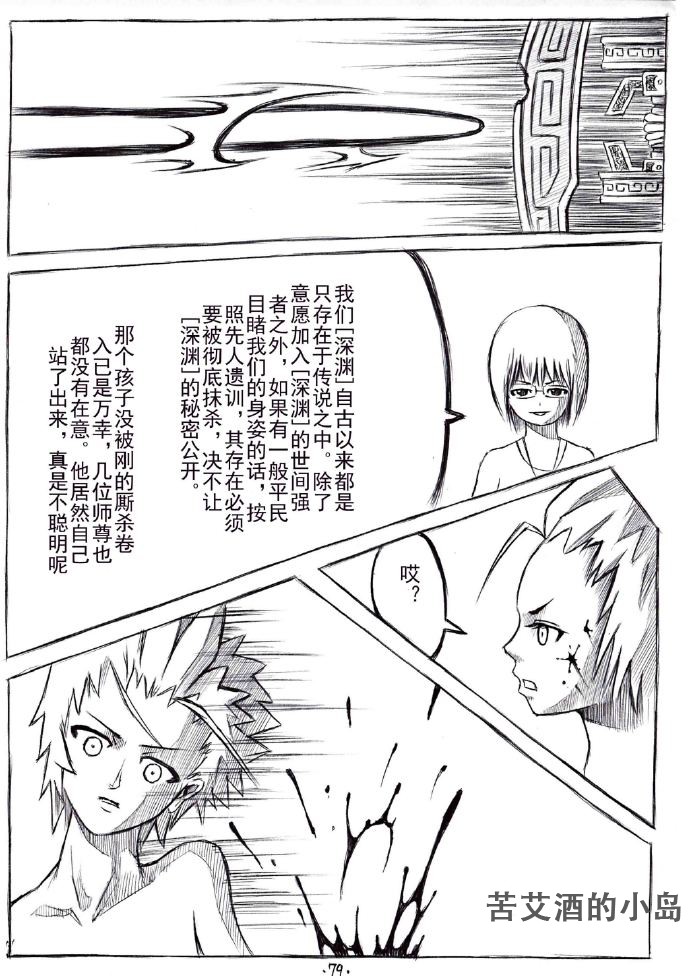 我们[深渊]自古以来都是
只存在于传说之中。除了
意愿加入[深渊]的世间强
者之外，如果有一般平民
目睹我们的身姿的话，按
照先人遗训，其存在必须
要被彻底抹杀，决不让
[深渊]的秘密公开。
那个孩子没被刚的厮杀卷
入已是万幸，几位师尊也
都没有在意。他居然自己
站了出来，真是不聪明呢
哎？
苦艾酒的小岛
·79·